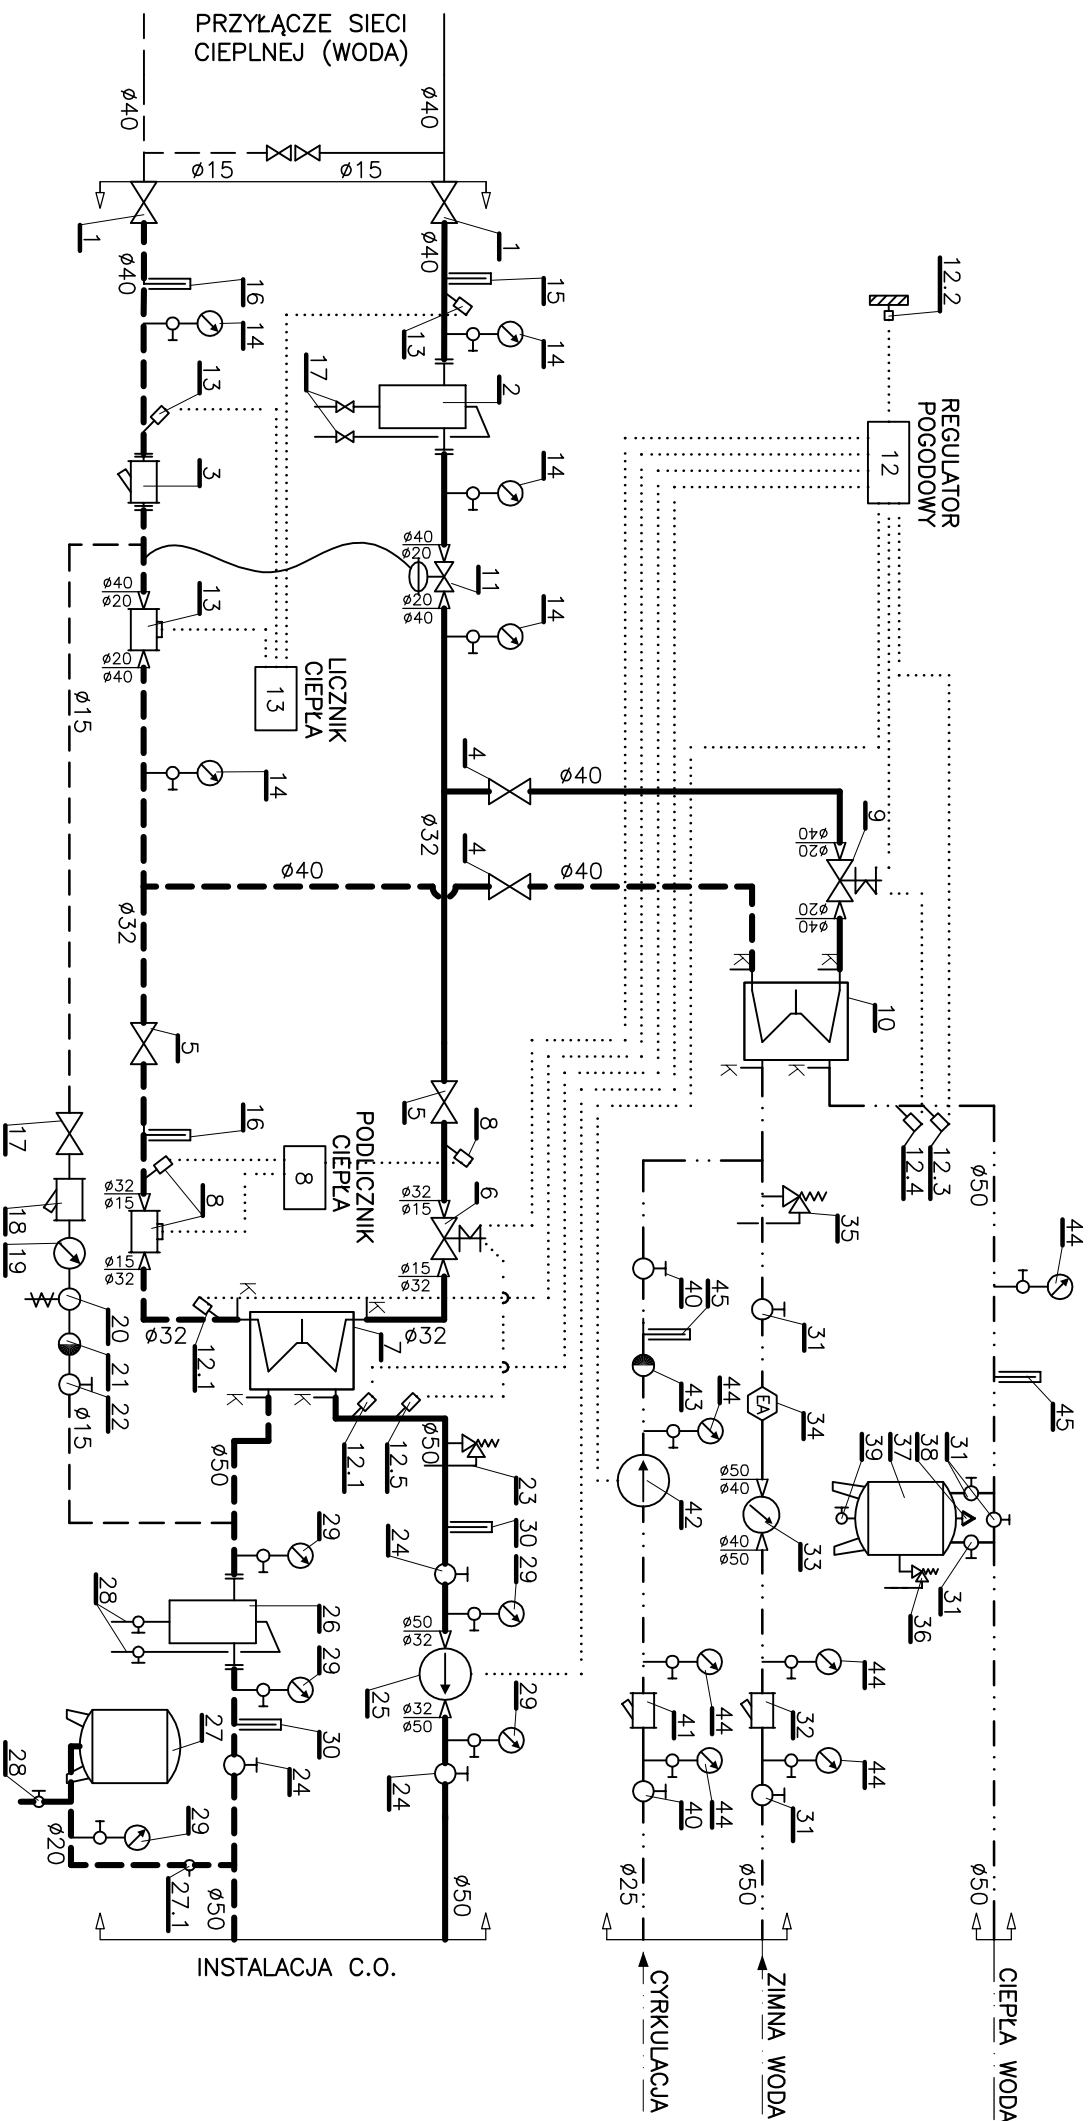 PRZYŁĄCZE SIECI
CIEPLNEJ (WODA)
ø40
ø40
ø15
ø15
1
1
ø40
ø40
16
15
14
13
14
12.2
13
17
2
REGULATOR
POGODOWY
12
3
14
ø40
ø20
11
ø20
ø40
14
ø40
ø20
13
ø20
ø40
LICZNIK
CIEPŁA
13
ø15
14
4
ø40
9
ø40
ø20
ø32
4
ø40
ø20
ø40
ø32
K
K
10
5
K
K
5
8
12.3
12.4
ø50
16
PODLICZNIK
CIEPŁA
8
17
18
19
20
21
22
ø32
ø15
8
ø15
ø32
ø32
ø15
6
ø15
ø32
35
44
40
45
31
ø32
12.1
K
K
7
ø32
K
K
43
44
34
EA
45
ø15
ø50
12.1
12.5
ø50
23
42
ø50
ø40
33
ø40
ø50
39
37
38
31
31
36
29
30
24
29
28
26
29
ø50
ø32
25
ø32
ø50
29
44
44
41
32
27
30
24
24
44
44
40
31
28
29
ø20
27.1
ø50
ø50
ø25
ø50
ø50
INSTALACJA C.O.
CYRKULACJA
ZIMNA WODA
CIEPŁA WODA